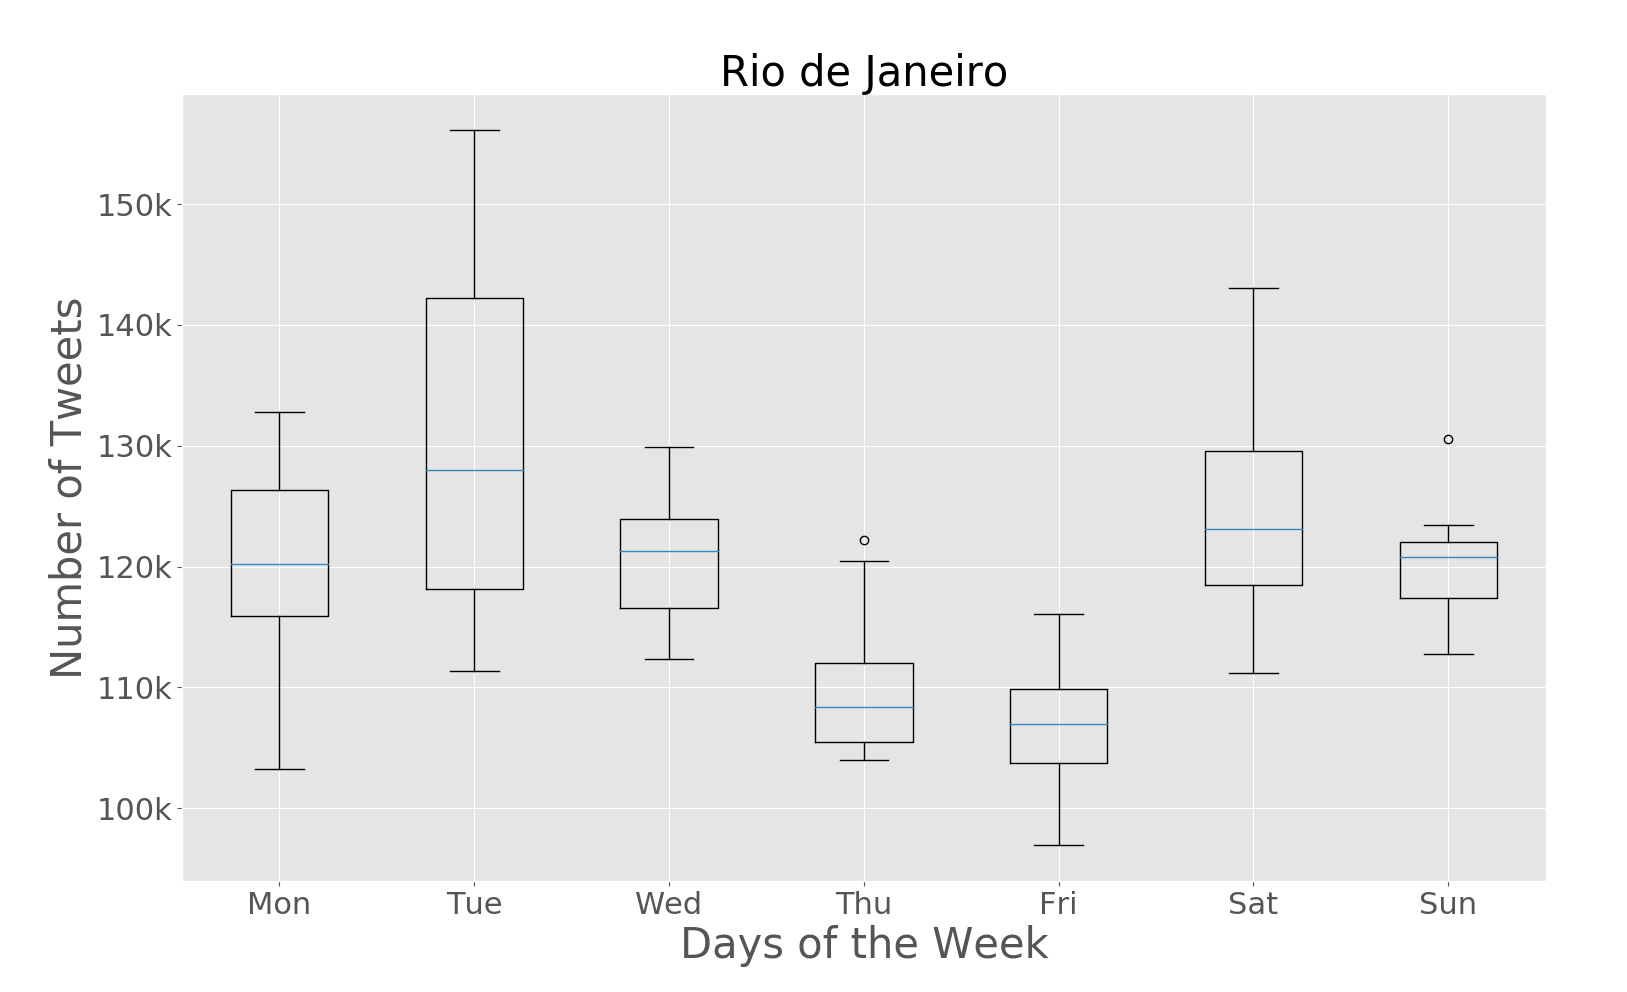 Rio de Janeiro
Number of Tweets
150k
140k
130k
120k
110k
100k
Mon Tue Wed Thu Fri Sat Sun
Days of the Week